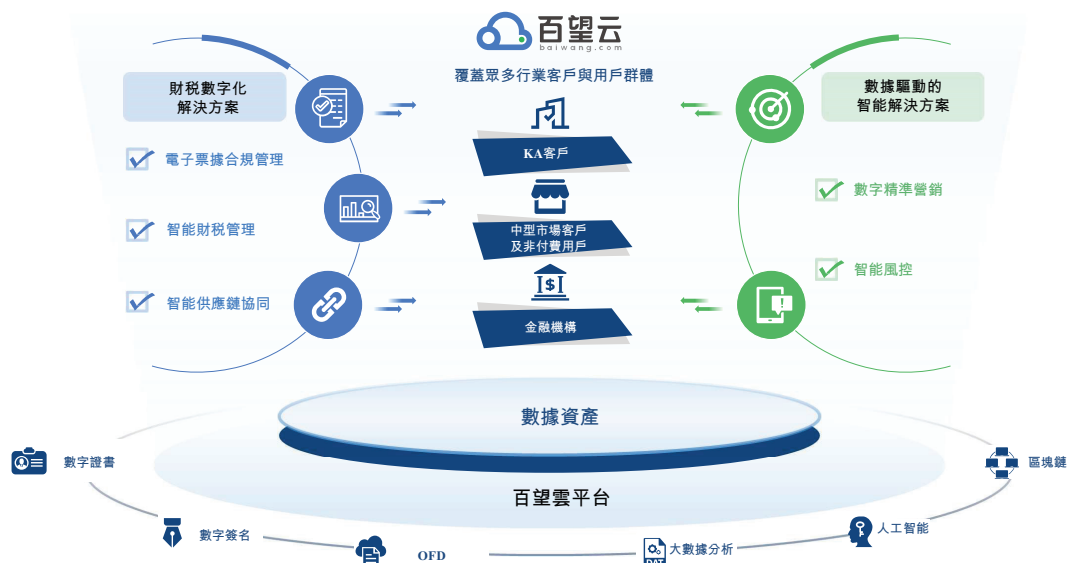 百望云
baiwang.com
覆蓋眾多行業客戶與用戶群體
財稅數字化
解決方案
電子票據合規管理
智能財稅管理
智能供應鏈協同
KA客戶
中型市場客戶
及非付費用戶
$
金融機構
數據驅動的
智能解決方案
數字精準營銷
智能風控
!
數據資產
百望雲平台
數字證書
數字簽名
OFD
DAT
大數據分析
人工智能
區塊鏈